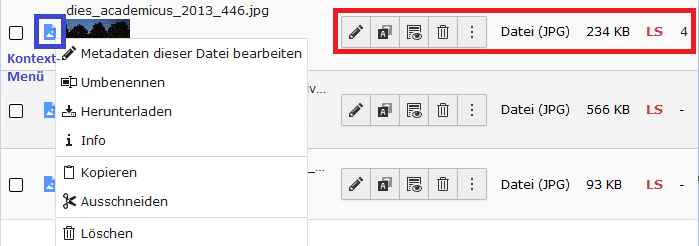 dies_academicus_2013_446.jpg
Datei (JPG) 234 KB LS 4
Kontext-
Menü
Metadaten dieser Datei bearbeiten
Umbenennen
Herunterladen
Info
Kopieren
Ausschneiden
Löschen
iv...
Datei (JPG) 566 KB LS -
_...
Datei (JPG) 93 KB LS -